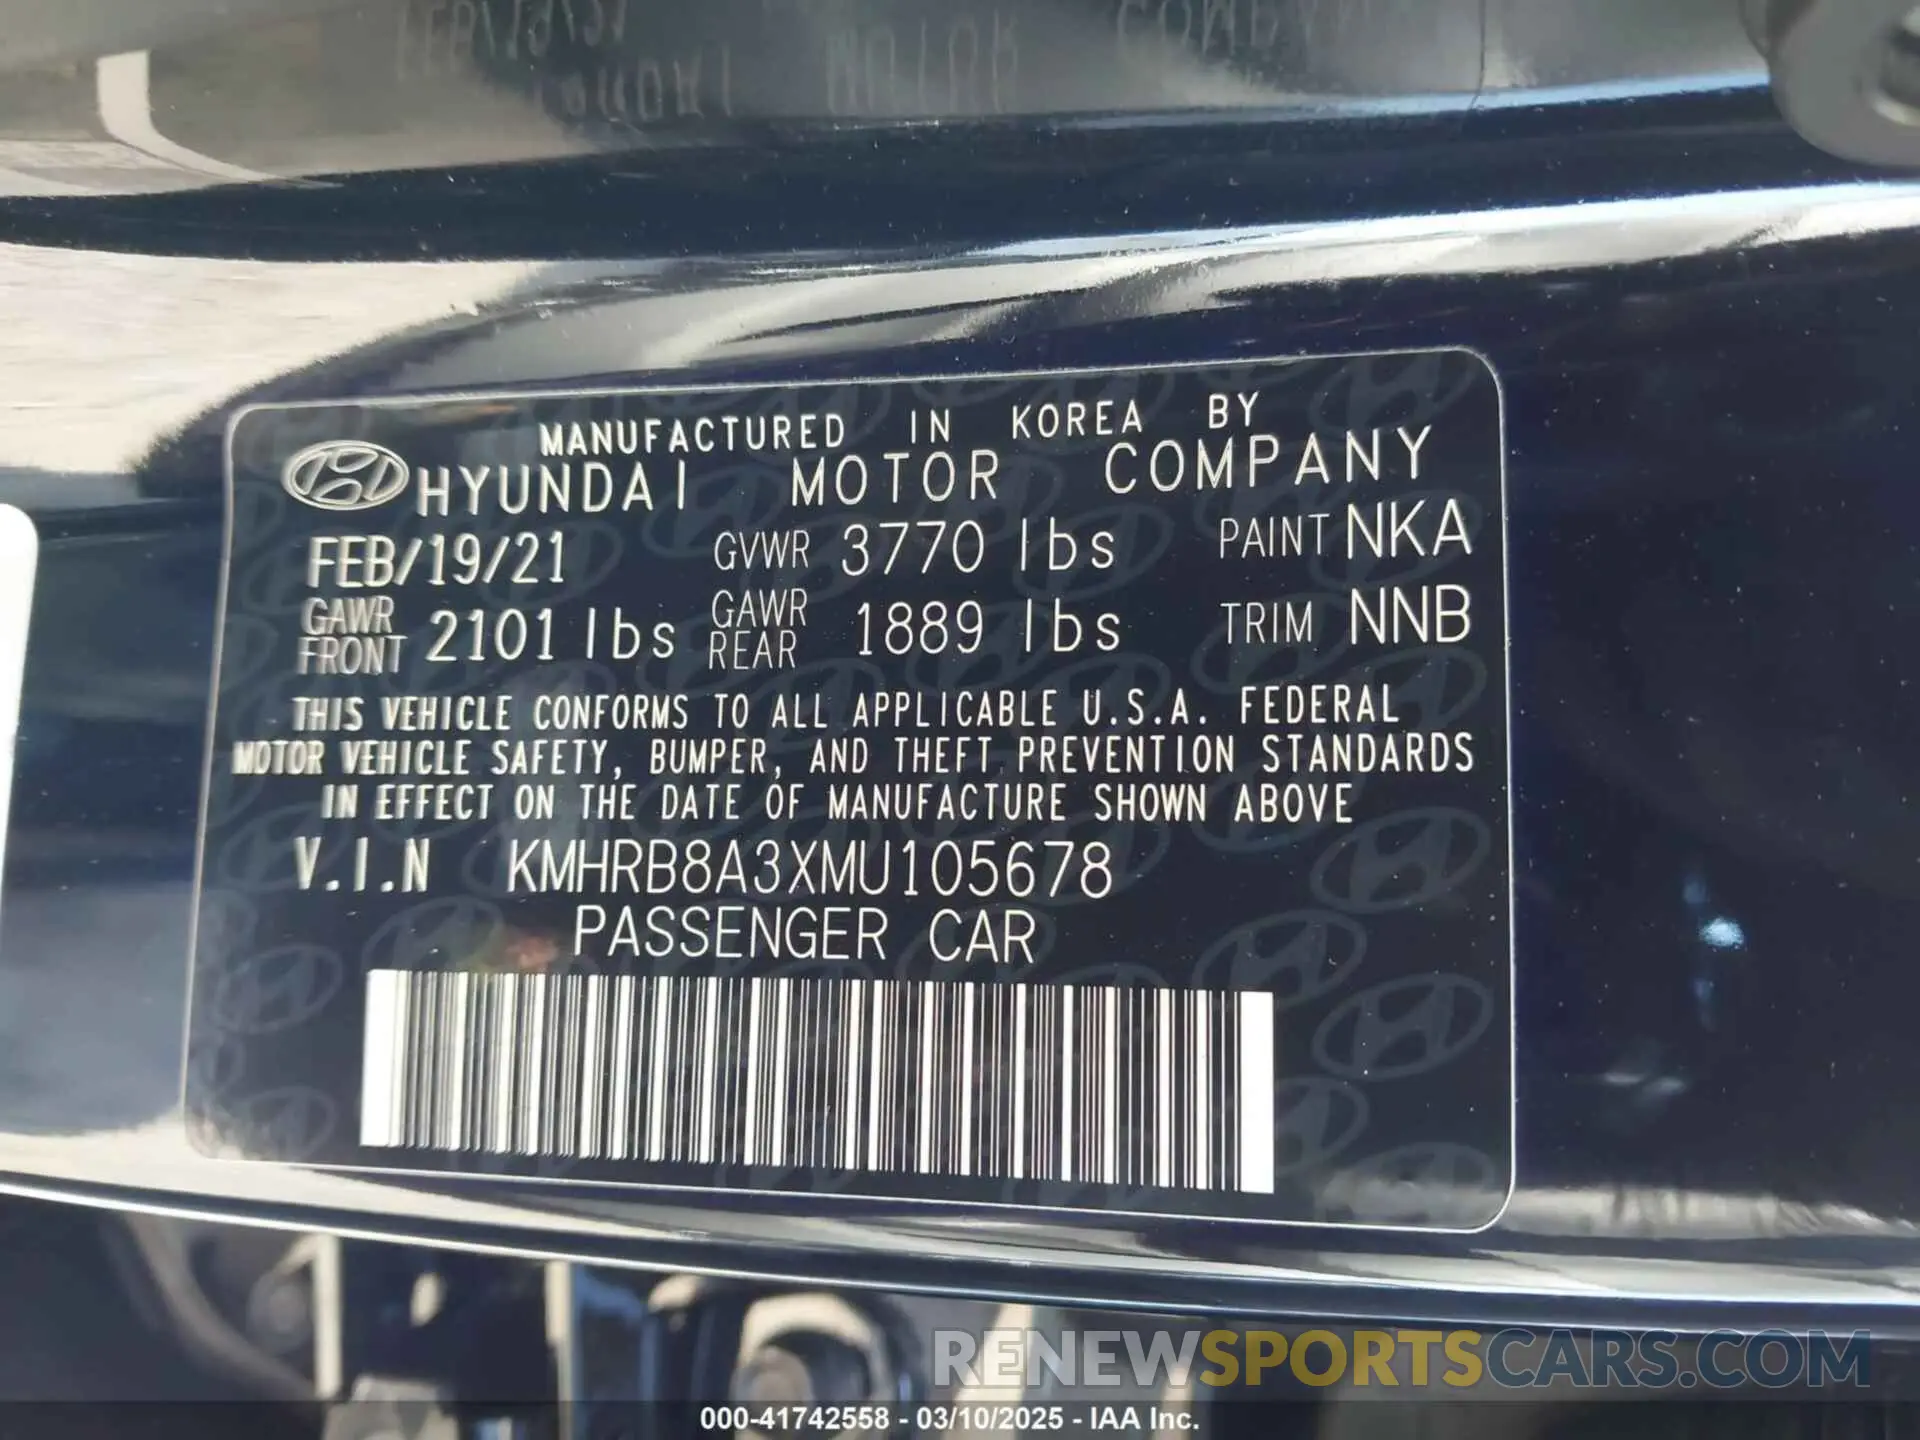 MANUFACTURED IN KOREA BY
HYUNDAI MOTOR COMPANY
FEB/19/21 GVWR 3770 lbs PAINT NKA
GAWR FRONT 2101 lbs GAWR REAR 1889 lbs TRIM NNB
THIS VEHICLE CONFORMS TO ALL APPLICABLE U.S.A. FEDERAL
MOTOR VEHICLE SAFETY, BUMPER, AND THEFT PREVENTION STANDARDS
IN EFFECT ON THE DATE OF MANUFACTURE SHOWN ABOVE
V.I.N KMHRB8A3XMU105678
PASSENGER CAR
RENEWSPORTSCARS.COM
000-41742558 - 03/10/2025 - IAA Inc.